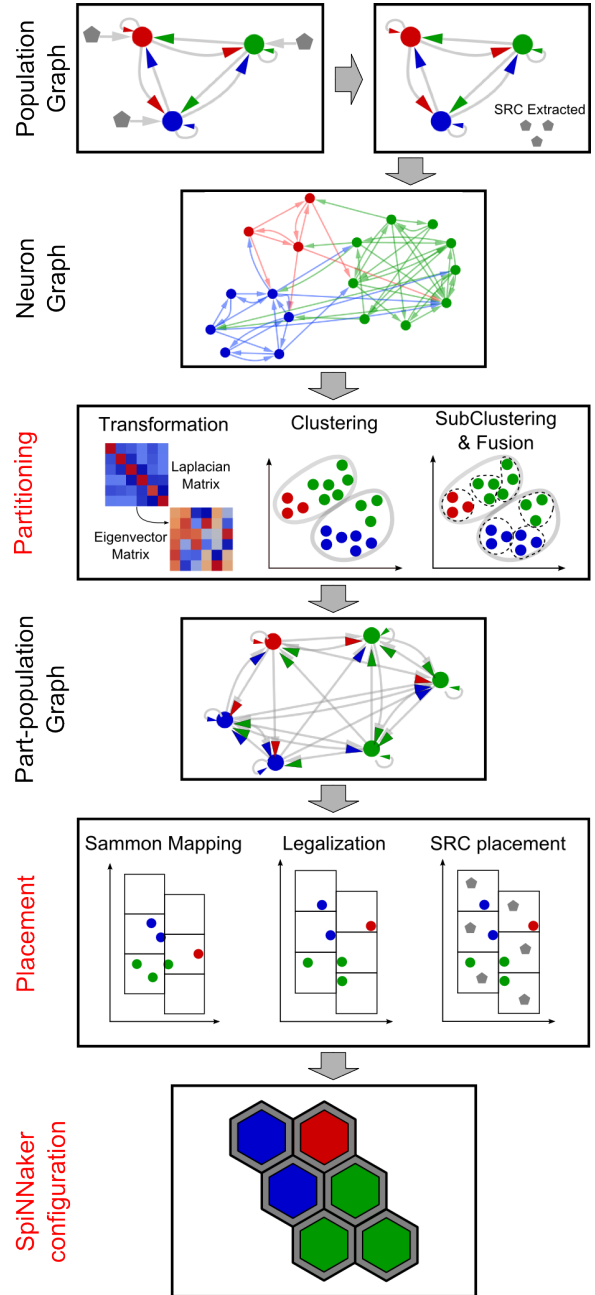 Population
Graph
SRC Extracted
Neuron
Graph
Partitioning
Transformation
Laplacian
Matrix
Eigenvector
Matrix
Clustering
SubClustering
& Fusion
Part-population
Graph
Placement
Sammon Mapping
Legalization
SRC placement
SpiNNaker
configuration